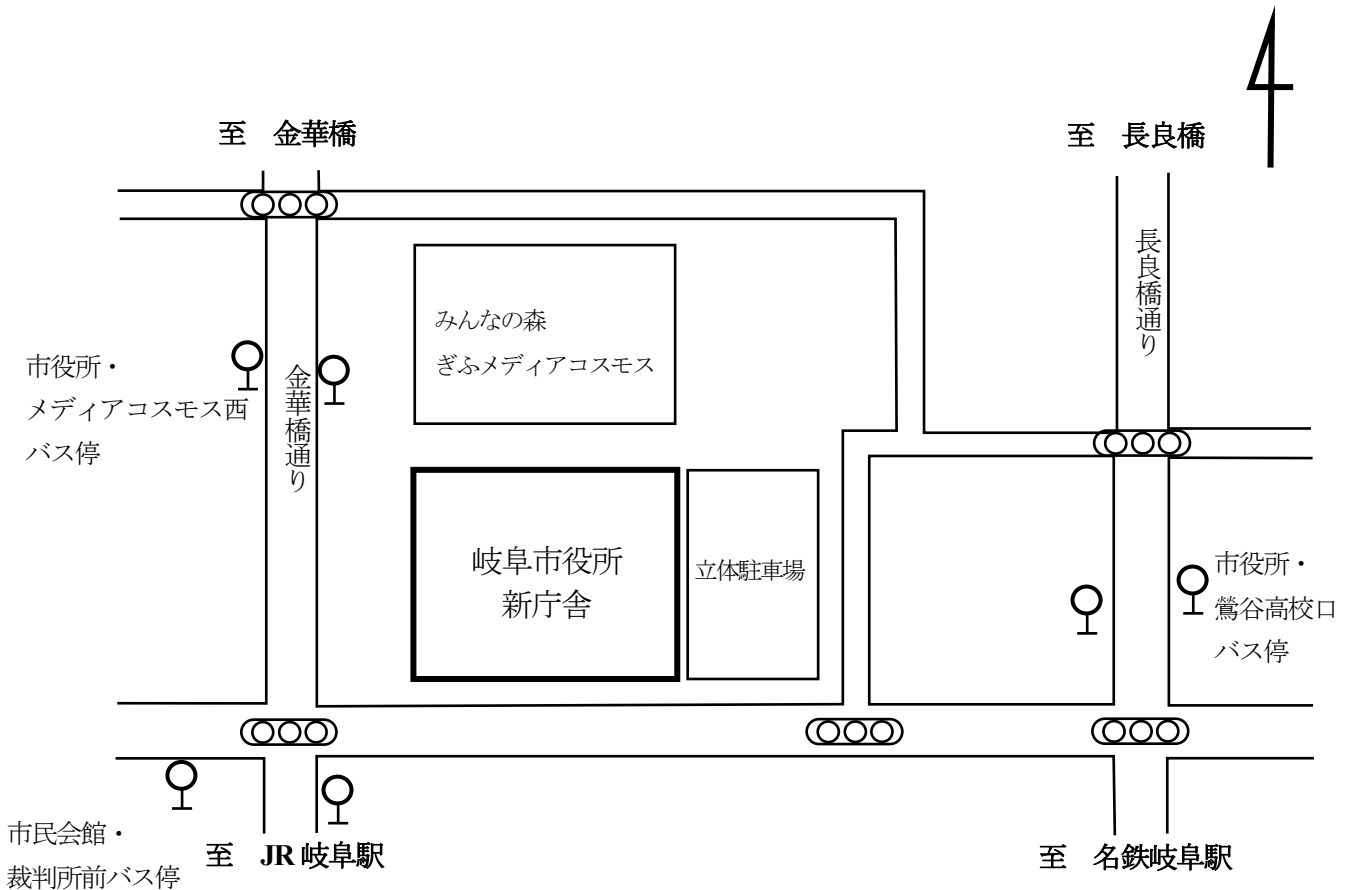 至　金華橋
至　長良橋
長良橋通り
みんなの森
ぎふメディアコスモス
市役所・
メディアコスモス西
バス停
金華橋通り
岐阜市役所
新庁舎
立体駐車場
市役所・
鶯谷高校口
バス停
市民会館・
裁判所前バス停
至　JR岐阜駅
至　名鉄岐阜駅